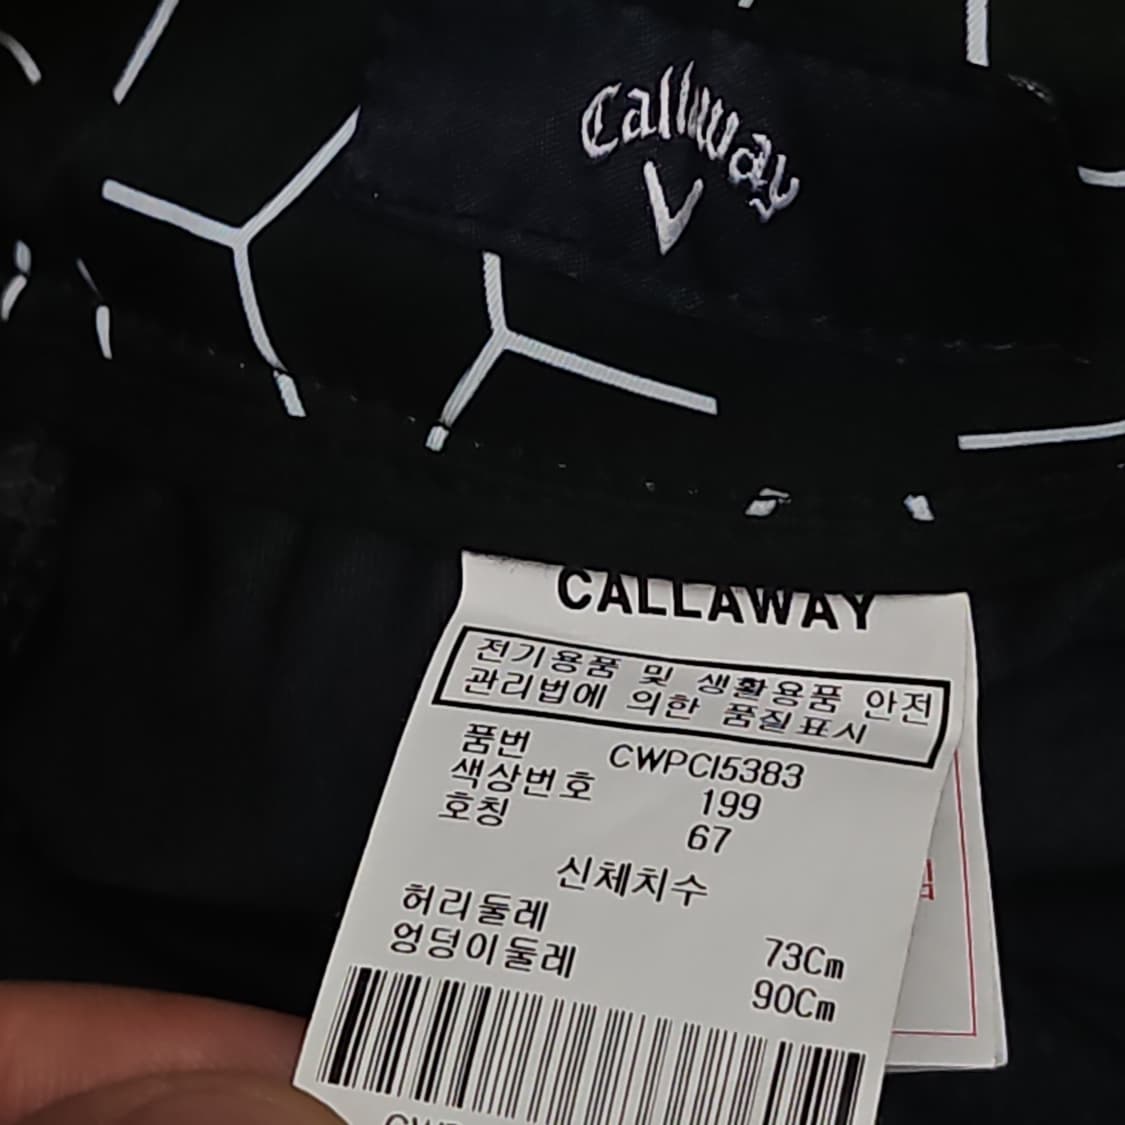 Callaway
CALLAWAY
전기용품 및 생활용품 안전
관리법에 의한 품질표시
품번 CWPCI5383
색상번호 199
호칭 67
신체치수
허리둘레 73Cm
엉덩이둘레 90Cm